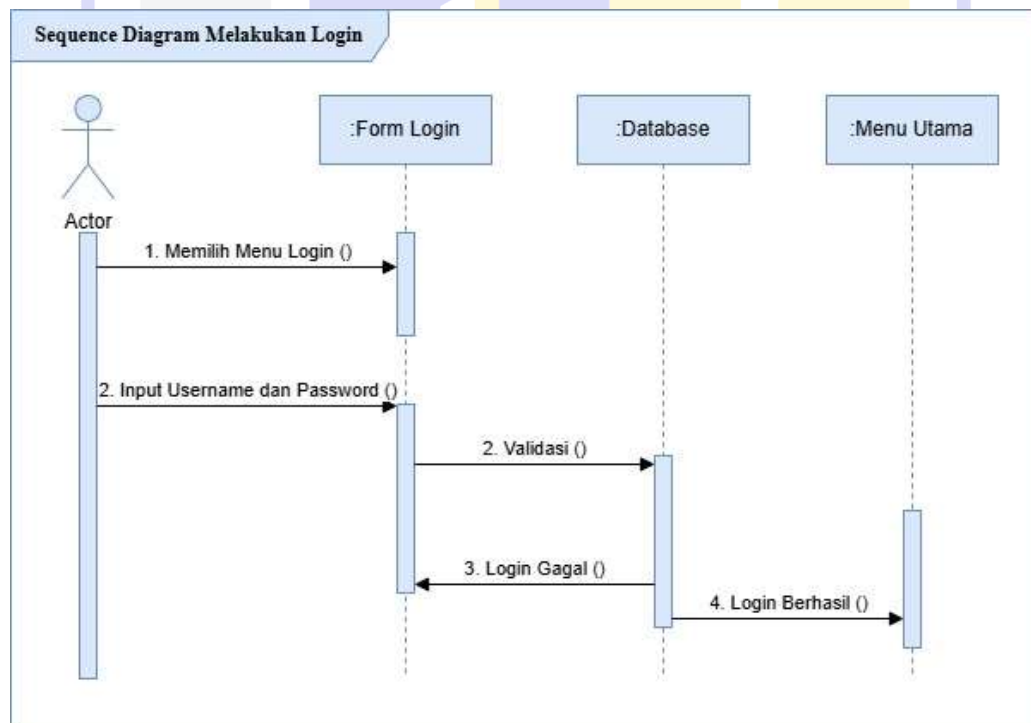 Sequence Diagram Melakukan Login
:Form Login
:Database
:Menu Utama
Actor
1. Memilih Menu Login ()
2. Input Username dan Password ()
2. Validasi ()
3. Login Gagal ()
4. Login Berhasil ()